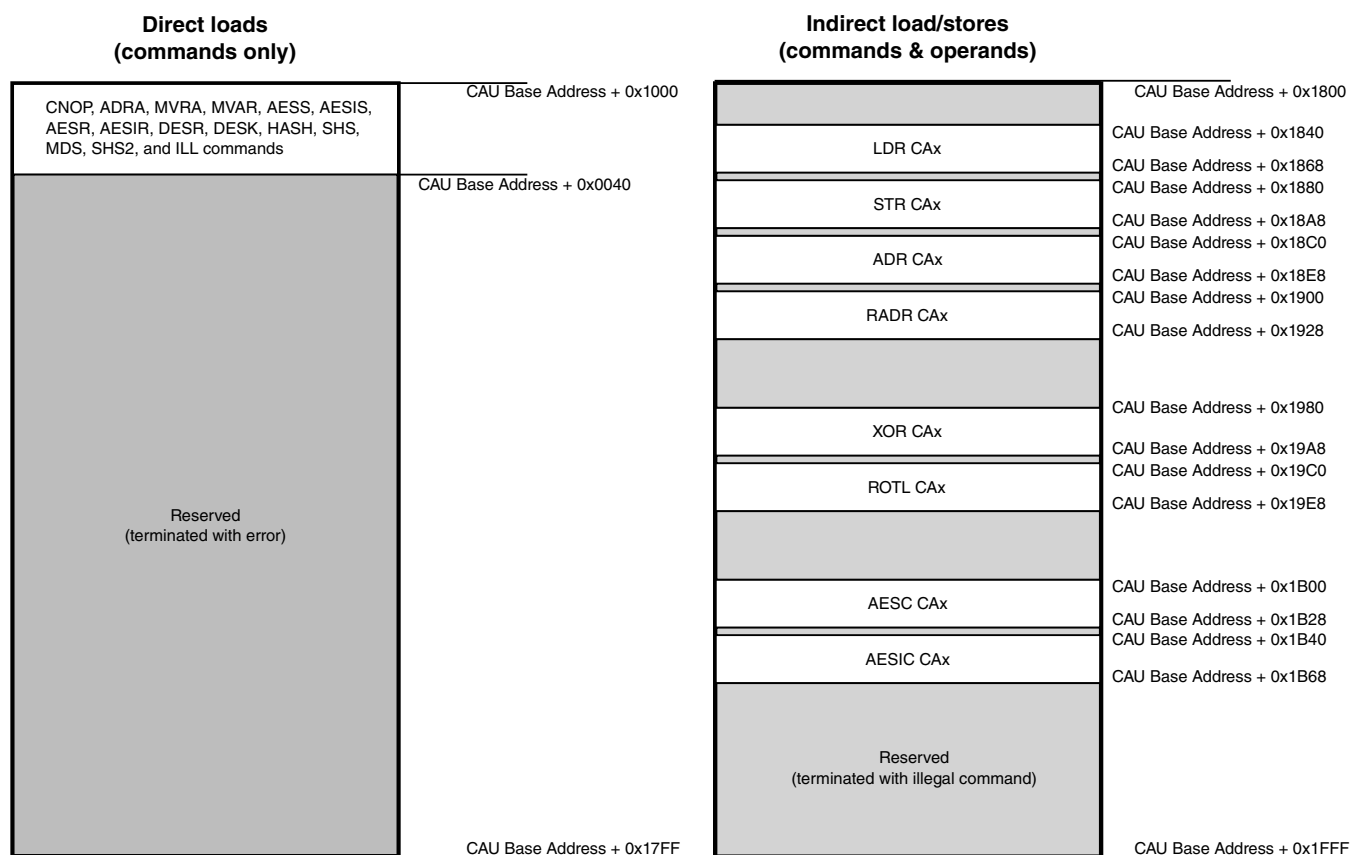 Direct loads
(commands only)
CAU Base Address + 0x1000
CNOP, ADRA, MVRA, MVAR, AESS, AESIS,
AESR, AESIR, DESR, DESK, HASH, SHS,
MDS, SHS2, and ILL commands
CAU Base Address + 0x0040
Reserved
(terminated with error)
CAU Base Address + 0x17FF
Indirect load/stores
(commands & operands)
CAU Base Address + 0x1800
CAU Base Address + 0x1840
LDR CAx
CAU Base Address + 0x1868
CAU Base Address + 0x1880
STR CAx
CAU Base Address + 0x18A8
CAU Base Address + 0x18C0
ADR CAx
CAU Base Address + 0x18E8
CAU Base Address + 0x1900
RADR CAx
CAU Base Address + 0x1928
CAU Base Address + 0x1980
XOR CAx
CAU Base Address + 0x19A8
CAU Base Address + 0x19C0
ROTL CAx
CAU Base Address + 0x19E8
CAU Base Address + 0x1B00
AESC CAx
CAU Base Address + 0x1B28
CAU Base Address + 0x1B40
AESIC CAx
CAU Base Address + 0x1B68
Reserved
(terminated with illegal command)
CAU Base Address + 0x1FFF